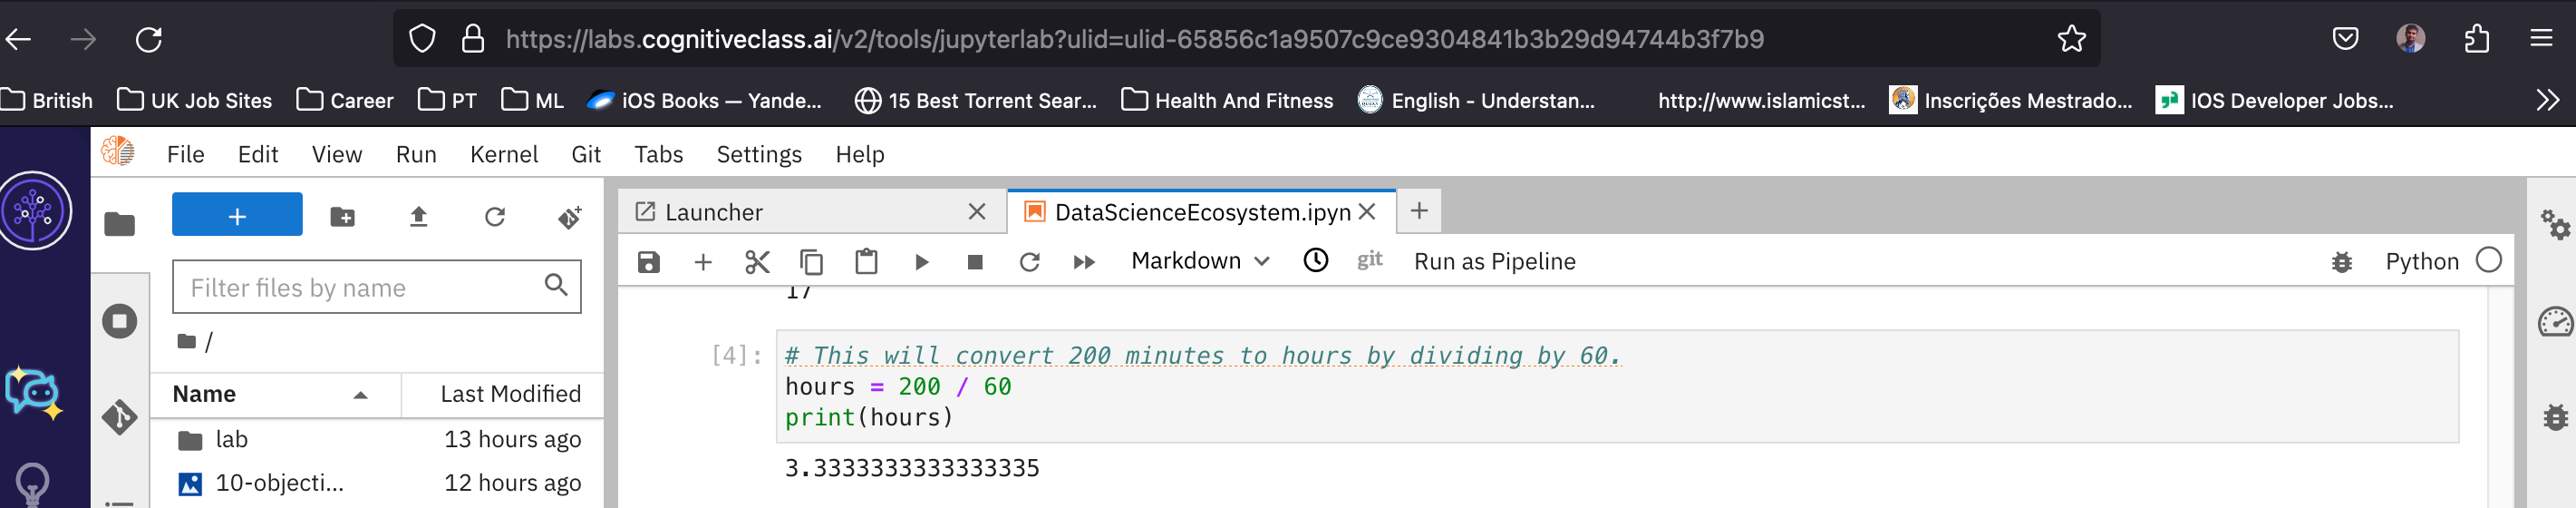 https://labs.cognitiveclass.ai/v2/tools/jupyterlab?ulid=ulid-65856c1a9507c9ce9304841b3b29d94744b3f7b9
British UK Job Sites Career PT ML iOS Books — Yande... 15 Best Torrent Sear... Health And Fitness English - Understan... http://www.islamicst... Inscrições Mestrado... IOS Developer Jobs...
File Edit View Run Kernel Git Tabs Settings Help
Launcher DataScienceEcosystem.ipyn
Markdown git Run as Pipeline Python
Filter files by name
/
Name Last Modified
lab 13 hours ago
10-objecti... 12 hours ago
17
[4]: # This will convert 200 minutes to hours by dividing by 60.
hours = 200 / 60
print(hours)
3.3333333333333335